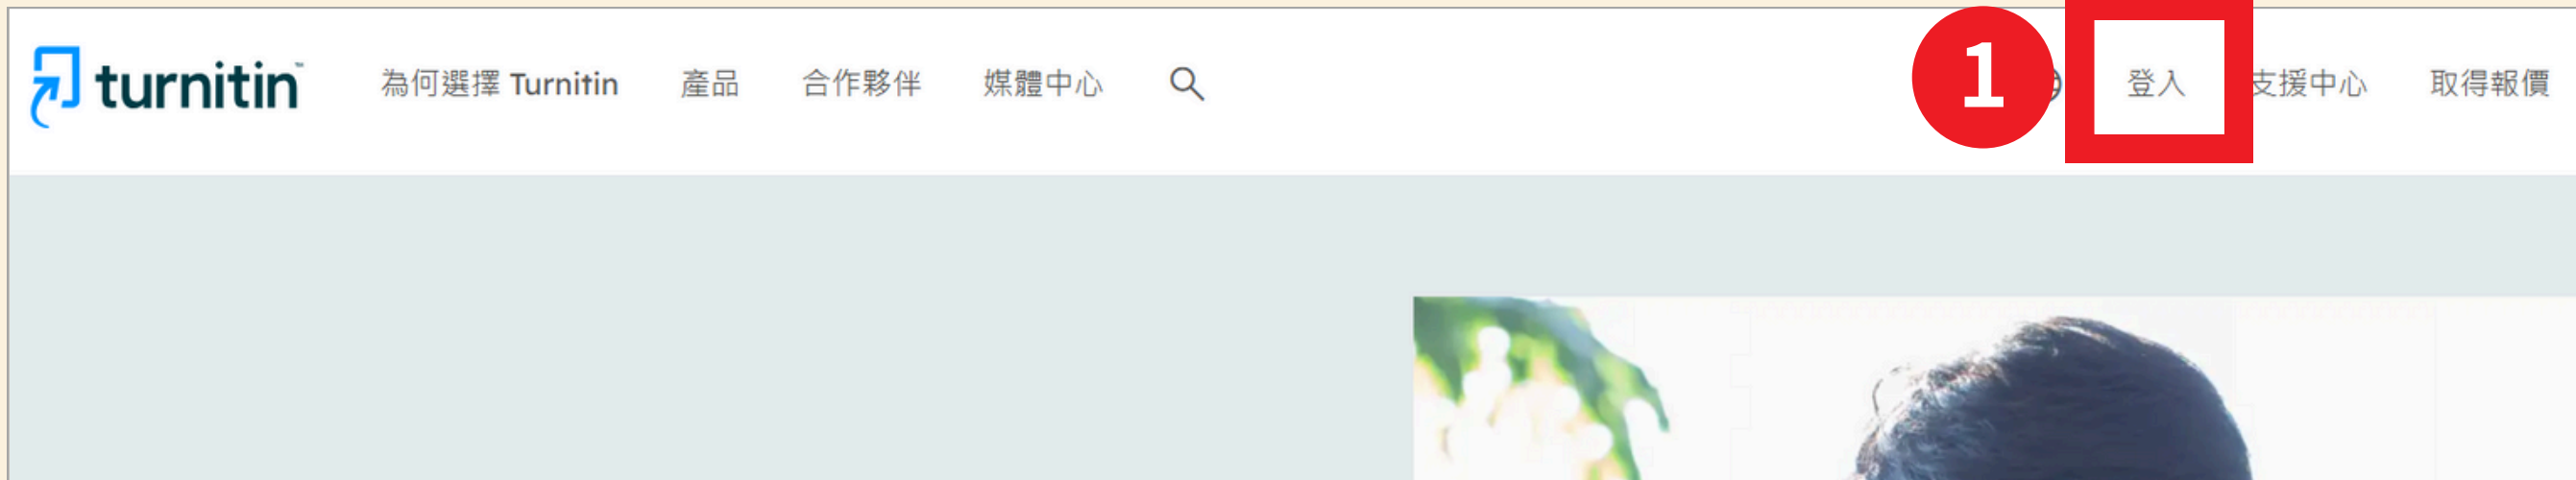 turnitin™ 為何選擇 Turnitin 產品 合作夥伴 媒體中心 1 登入 支援中心 取得報價